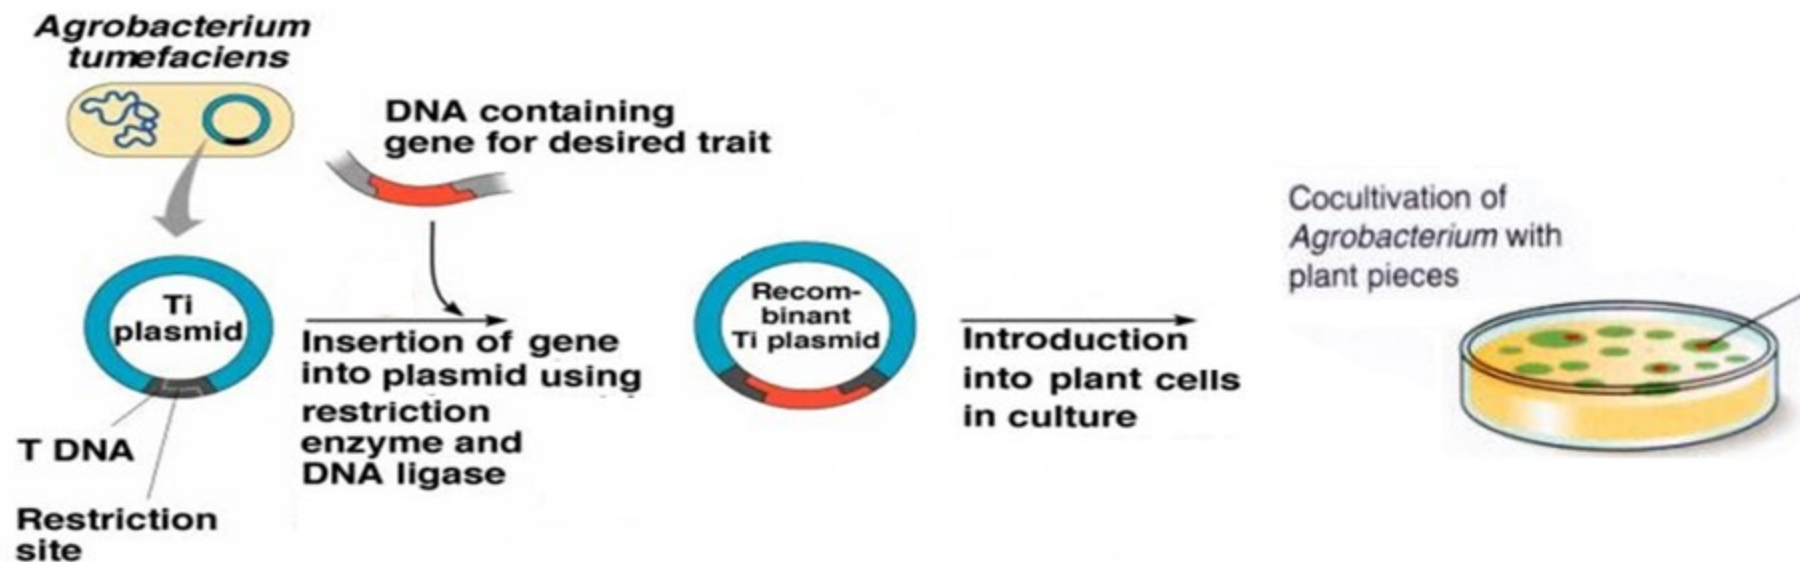 Agrobacterium
tumefaciens
DNA containing
gene for desired trait
Ti
plasmid
T DNA
Restriction
site
Insertion of gene
into plasmid using
restriction
enzyme and
DNA ligase
Recom-
binant
Ti plasmid
Introduction
into plant cells
in culture
Cocultivation of
Agrobacterium with
plant pieces